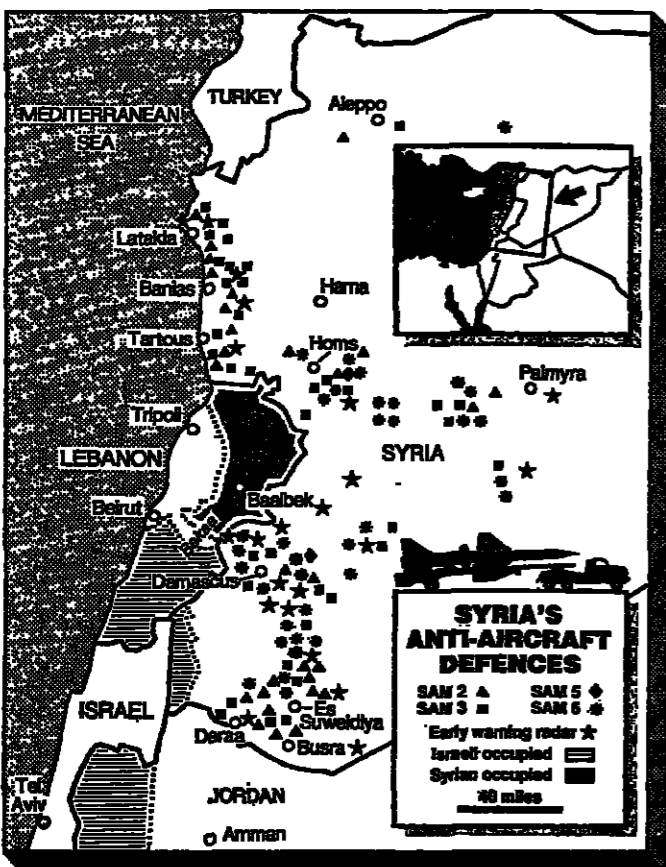 TURKEY
Aleppo
MEDITERRANEAN
SEA
Latakia
Banias
Hama
Tartous
Homs
Palmyra
Tripoli
LEBANON
SYRIA
Baalbek
Beirut
Damascus
SYRIA'S
ANTI-AIRCRAFT
DEFENCES
SAM 2 SAM 5
SAM 3 SAM 6
Early warning radar
Israeli occupied
Syrian occupied
40 miles
ISRAEL
Es
Suweidiya
Daraa
Busra
Tel
Aviv
JORDAN
Amman